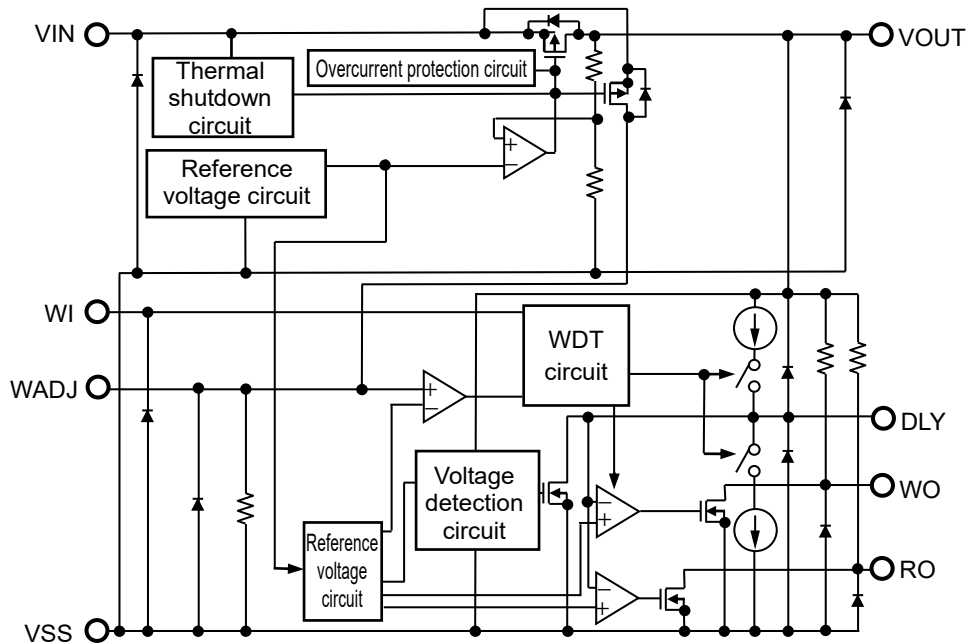 VIN
VOUT
Thermal
shutdown
circuit
Overcurrent protection circuit
+
−
Reference
voltage circuit
WI
WDT
circuit
WADJ
+
−
DLY
Voltage
detection
circuit
WO
−
+
Reference
voltage
circuit
RO
−
+
VSS